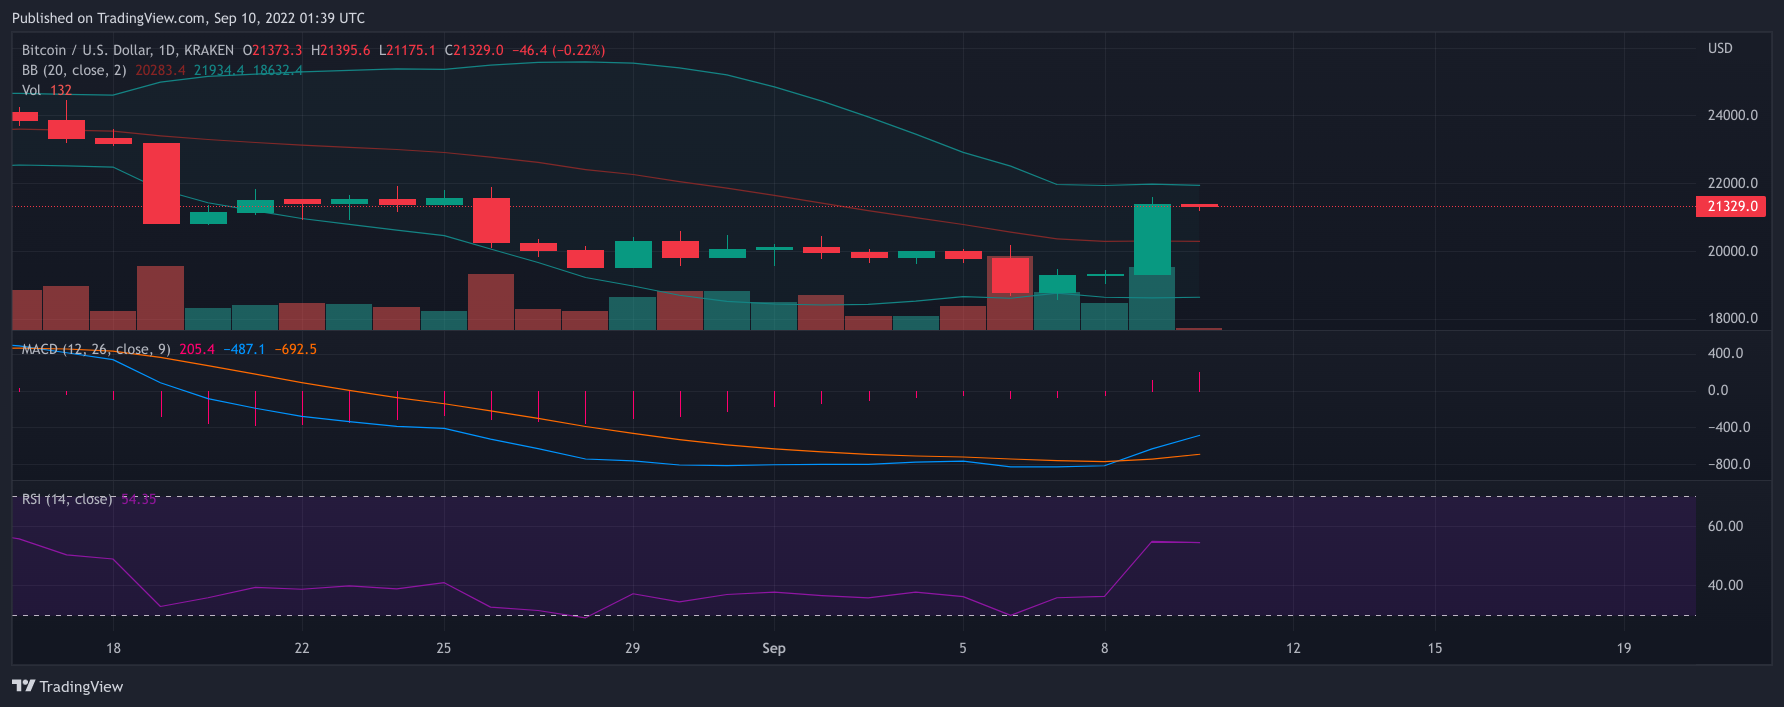 Published on TradingView.com, Sep 10, 2022 01:39 UTC
Bitcoin / U.S. Dollar, 1D, KRAKEN O21373.3 H21395.6 L21175.1 C21329.0 −46.4 (−0.22%)
USD
BB (20, close, 2) 20283.4 21934.4 18632.4
Vol 132
24000.0
22000.0
21329.0
20000.0
18000.0
MACD (12, 26, close, 9) 205.4 −487.1 −692.5
400.0
0.0
−400.0
−800.0
RSI (14, close) 54.35
60.00
40.00
18 22 25 29 Sep 5 8 12 15 19
TradingView